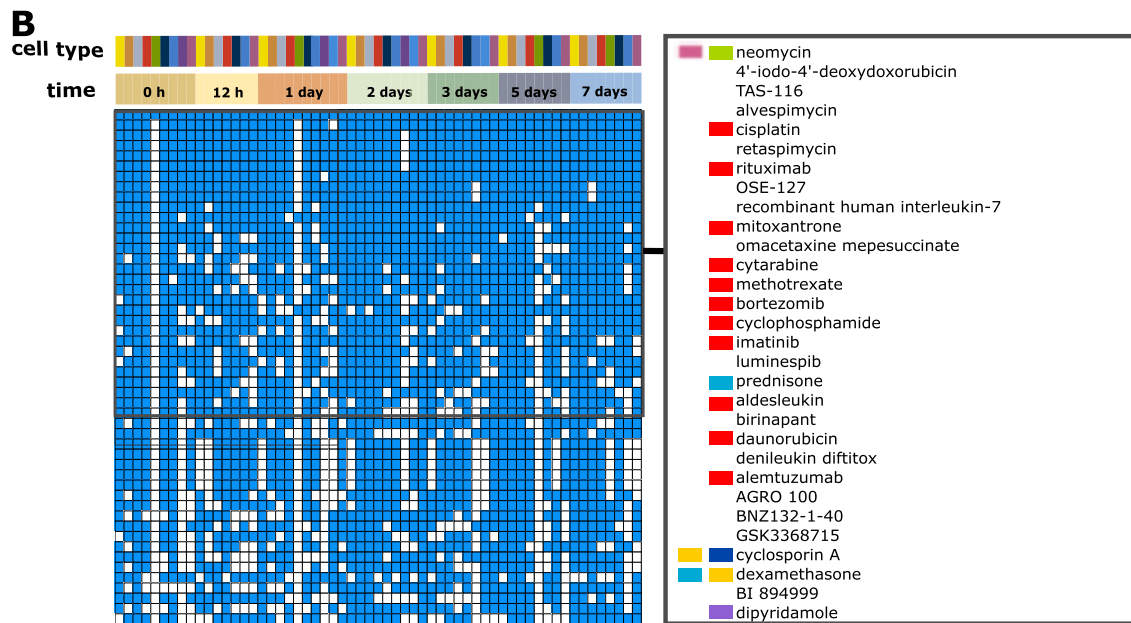 B
cell type
time
0 h 12 h 1 day 2 days 3 days 5 days 7 days
neomycin
4'-iodo-4'-deoxydoxorubicin
TAS-116
alvespimycin
cisplatin
retaspimycin
rituximab
OSE-127
recombinant human interleukin-7
mitoxantrone
omacetaxine mepesuccinate
cytarabine
methotrexate
bortezomib
cyclophosphamide
imatinib
luminespib
prednisone
aldesleukin
birinapant
daunorubicin
denileukin diftitox
alemtuzumab
AGRO 100
BNZ132-1-40
GSK3368715
cyclosporin A
dexamethasone
BI 894999
dipyridamole